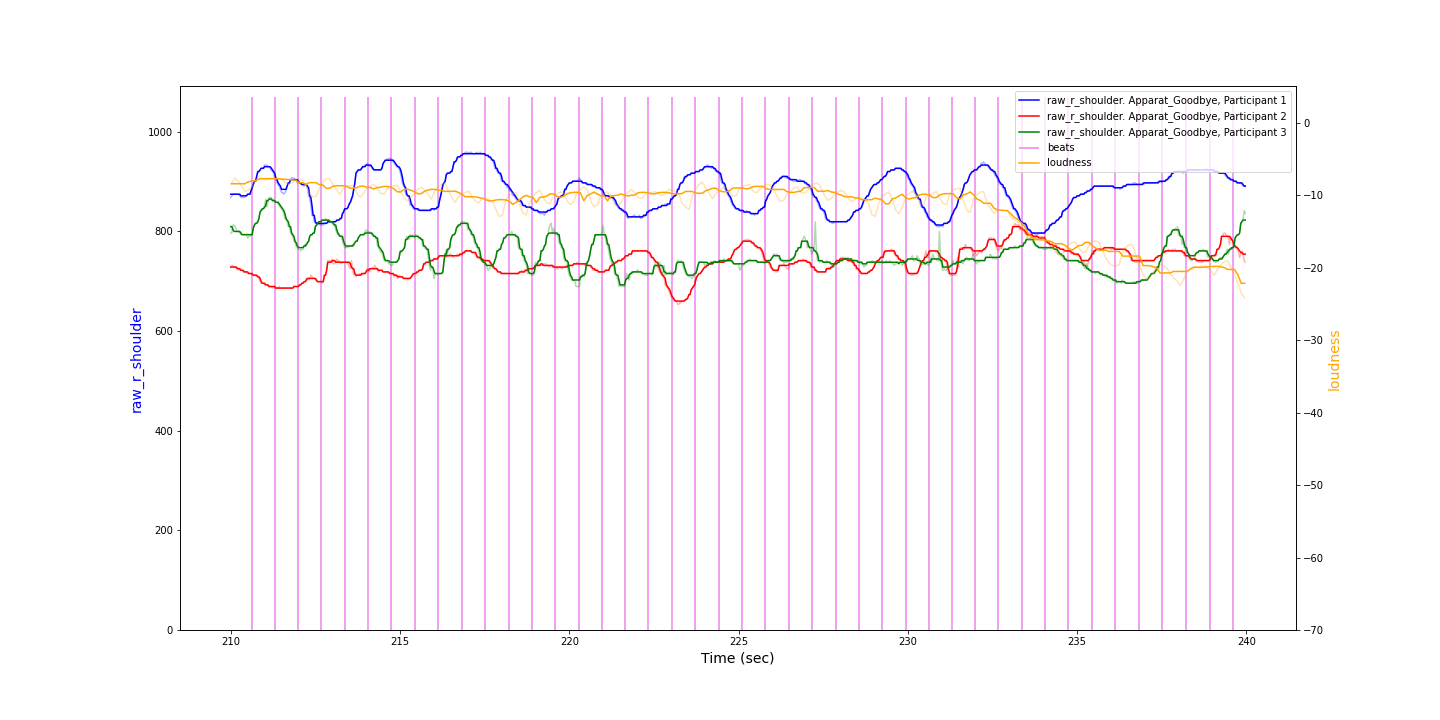 raw_r_shoulder. Apparat_Goodbye, Participant 1
raw_r_shoulder. Apparat_Goodbye, Participant 2
raw_r_shoulder. Apparat_Goodbye, Participant 3
beats
loudness
1000
800
600
400
200
0
raw_r_shoulder
0
−10
−20
−30
−40
−50
−60
−70
loudness
210
215
220
225
230
235
240
Time (sec)